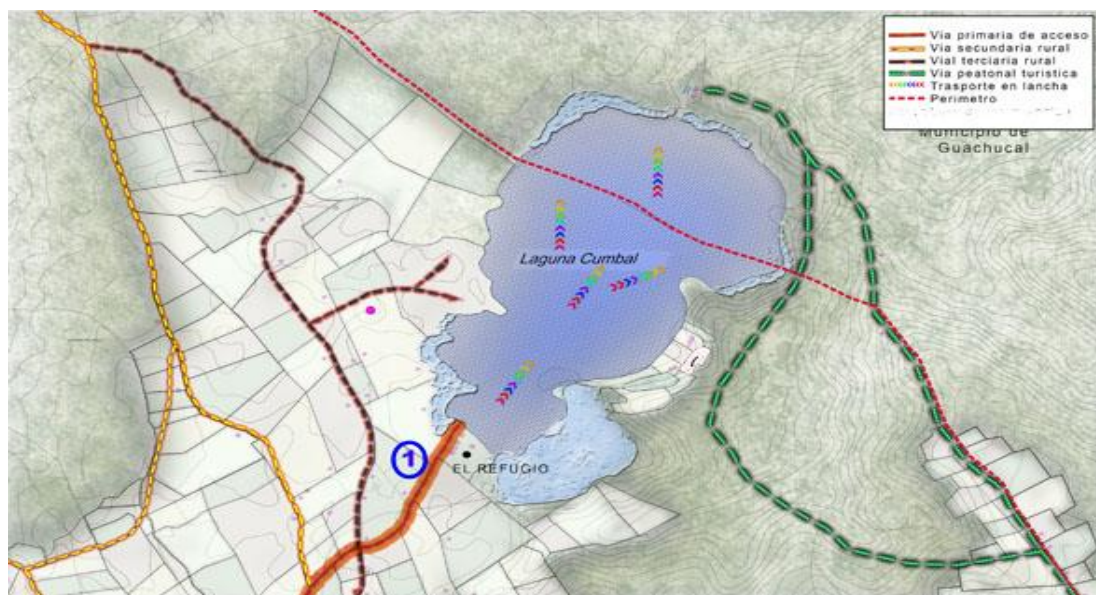 Via primaria de acceso
Via secundaria rural
Vial terciaria rural
Via peatonal turistica
Trasporte en lancha
Perimetro
Municipio de
Guachucal
Laguna Cumbal
1
EL REFUGIO